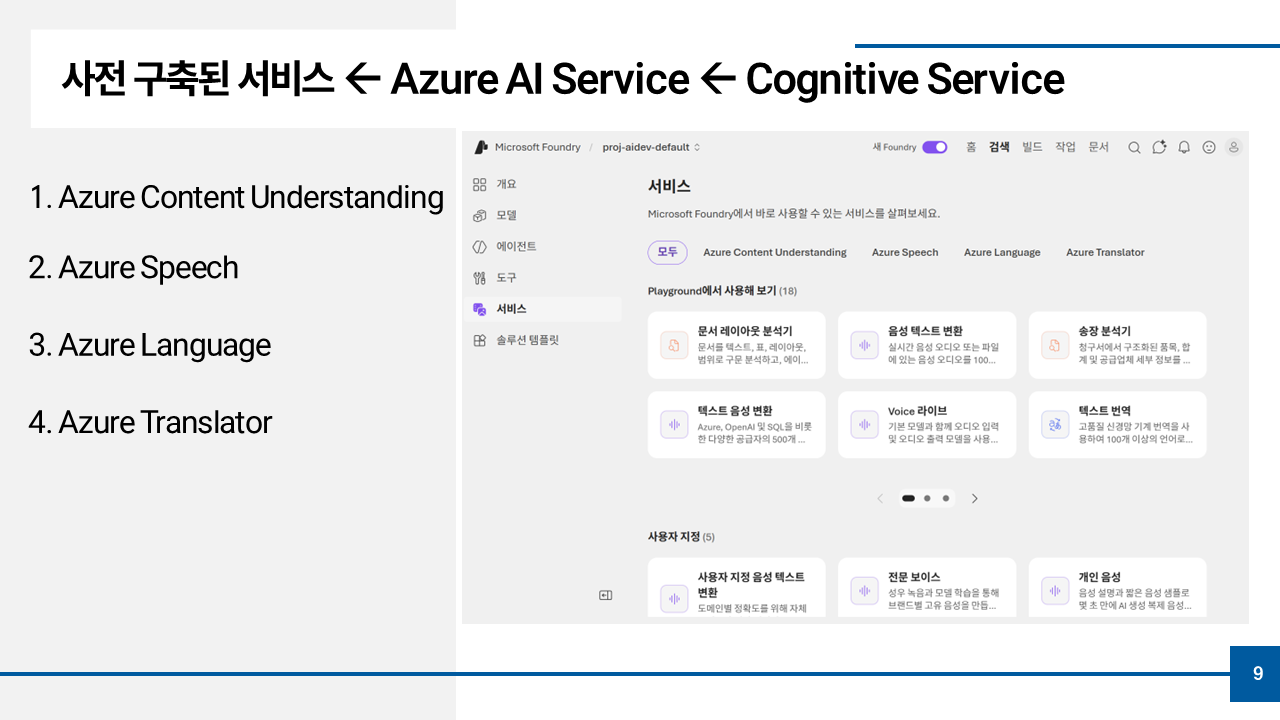 사전 구축된 서비스 ← Azure AI Service ← Cognitive Service
1. Azure Content Understanding
2. Azure Speech
3. Azure Language
4. Azure Translator
Microsoft Foundry / proj-aidev-default
새 Foundry 홈 검색 빌드 작업 문서
개요
모델
에이전트
도구
서비스
솔루션 템플릿
서비스
Microsoft Foundry에서 바로 사용할 수 있는 서비스를 살펴보세요.
모두 Azure Content Understanding Azure Speech Azure Language Azure Translator
Playground에서 사용해 보기 (18)
문서 레이아웃 분석기
문서를 텍스트, 표, 레이아웃,
범위로 구문 분석하고, 에이...
음성 텍스트 변환
실시간 음성 오디오 또는 파일
에 있는 음성 오디오를 100...
송장 분석기
청구서에서 구조화된 품목, 합
계 및 공급업체 세부 정보를 ...
텍스트 음성 변환
Azure, OpenAI 및 SQL을 비롯
한 다양한 공급자의 500개 ...
Voice 라이브
기본 모델과 함께 오디오 입력
및 오디오 출력 모델을 사용...
텍스트 번역
고품질 신경망 기계 번역을 사
용하여 100개 이상의 언어로...
사용자 지정 (5)
사용자 지정 음성 텍스트
변환
도메인별 정확도를 위해 자체
전문 보이스
성우 녹음과 모델 학습을 통해
브랜드별 고유 음성을 만듭...
개인 음성
음성 설명과 짧은 음성 샘플로
몇 초 만에 AI 생성 복제 음성...
9